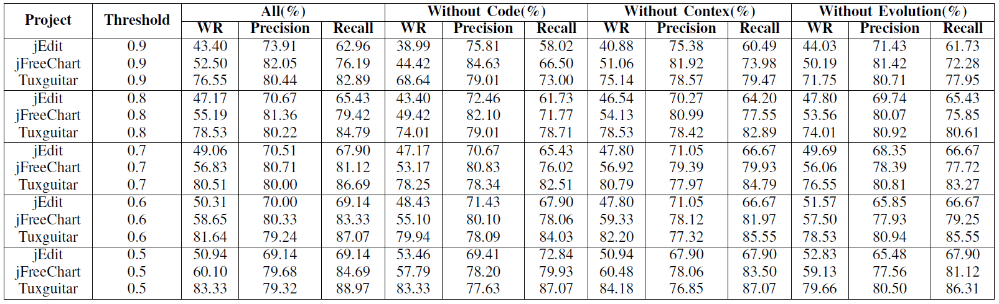 Project Threshold All(%) Without Code(%) Without Contex(%) Without Evolution(%)
WR Precision Recall WR Precision Recall WR Precision Recall WR Precision Recall
jEdit 0.9 43.40 73.91 62.96 38.99 75.81 58.02 40.88 75.38 60.49 44.03 71.43 61.73
jFreeChart 0.9 52.50 82.05 76.19 44.42 84.63 66.50 51.06 81.92 73.98 50.19 81.42 72.28
Tuxguitar 0.9 76.55 80.44 82.89 68.64 79.01 73.00 75.14 78.57 79.47 71.75 80.71 77.95
jEdit 0.8 47.17 70.67 65.43 43.40 72.46 61.73 46.54 70.27 64.20 47.80 69.74 65.43
jFreeChart 0.8 55.19 81.36 79.42 49.42 82.10 71.77 54.13 80.99 77.55 53.56 80.07 75.85
Tuxguitar 0.8 78.53 80.22 84.79 74.01 79.01 78.71 78.53 78.42 82.89 74.01 80.92 80.61
jEdit 0.7 49.06 70.51 67.90 47.17 70.67 65.43 47.80 71.05 66.67 49.69 68.35 66.67
jFreeChart 0.7 56.83 80.71 81.12 53.17 80.83 76.02 56.92 79.39 79.93 56.06 78.39 77.72
Tuxguitar 0.7 80.51 80.00 86.69 78.25 78.34 82.51 80.79 77.97 84.79 76.55 80.81 83.27
jEdit 0.6 50.31 70.00 69.14 48.43 71.43 67.90 47.80 71.05 66.67 51.57 65.85 66.67
jFreeChart 0.6 58.65 80.33 83.33 55.10 80.10 78.06 59.33 78.12 81.97 57.50 77.93 79.25
Tuxguitar 0.6 81.64 79.24 87.07 79.94 78.09 84.03 82.20 77.32 85.55 78.53 80.94 85.55
jEdit 0.5 50.94 69.14 69.14 53.46 69.41 72.84 50.94 67.90 67.90 52.83 65.48 67.90
jFreeChart 0.5 60.10 79.68 84.69 57.79 78.20 79.93 60.48 78.06 83.50 59.13 77.56 81.12
Tuxguitar 0.5 83.33 79.32 88.97 83.33 77.63 87.07 84.18 76.85 87.07 79.66 80.50 86.31